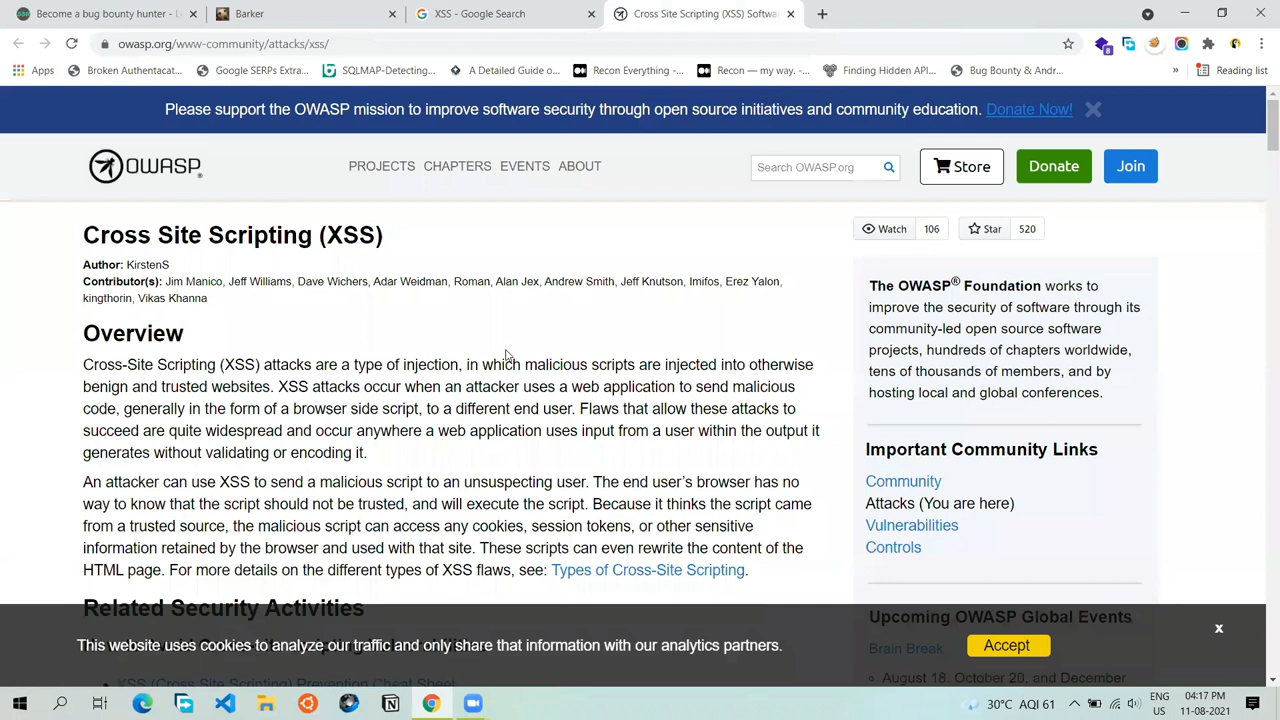 Become a bug bounty hunter - L
Barker
XSS - Google Search
Cross Site Scripting (XSS) Softwa
owasp.org/www-community/attacks/xss/
8
Apps
Broken Authentacat...
Google SERPs Extra...
SQLMAP-Detecting...
A Detailed Guide o...
Recon Everything -...
Recon — my way. -...
Finding Hidden API...
Bug Bounty & Andr...
»
Reading list
Please support the OWASP mission to improve software security through open source initiatives and community education. Donate Now!
OWASP
PROJECTS CHAPTERS EVENTS ABOUT
Search OWASP.org
Store
Donate
Join
Cross Site Scripting (XSS)
Watch 106
Star 520
Author: KirstenS
Contributor(s): Jim Manico, Jeff Williams, Dave Wichers, Adar Weidman, Roman, Alan Jex, Andrew Smith, Jeff Knutson, Imifos, Erez Yalon,
kingthorin, Vikas Khanna
Overview
Cross-Site Scripting (XSS) attacks are a type of injection, in which malicious scripts are injected into otherwise
benign and trusted websites. XSS attacks occur when an attacker uses a web application to send malicious
code, generally in the form of a browser side script, to a different end user. Flaws that allow these attacks to
succeed are quite widespread and occur anywhere a web application uses input from a user within the output it
generates without validating or encoding it.
An attacker can use XSS to send a malicious script to an unsuspecting user. The end user's browser has no
way to know that the script should not be trusted, and will execute the script. Because it thinks the script came
from a trusted source, the malicious script can access any cookies, session tokens, or other sensitive
information retained by the browser and used with that site. These scripts can even rewrite the content of the
HTML page. For more details on the different types of XSS flaws, see: Types of Cross-Site Scripting.
Related Security Activities
The OWASP® Foundation works to
improve the security of software through its
community-led open source software
projects, hundreds of chapters worldwide,
tens of thousands of members, and by
hosting local and global conferences.
Important Community Links
Community
Attacks (You are here)
Vulnerabilities
Controls
Upcoming OWASP Global Events
Brain Break
August 18, October 20, and December
This website uses cookies to analyze our traffic and only share that information with our analytics partners.
Accept
x
XSS (Cross Site Scripting) Prevention Cheat Sheet
30°C AQI 61
ENG
US
04:17 PM
11-08-2021